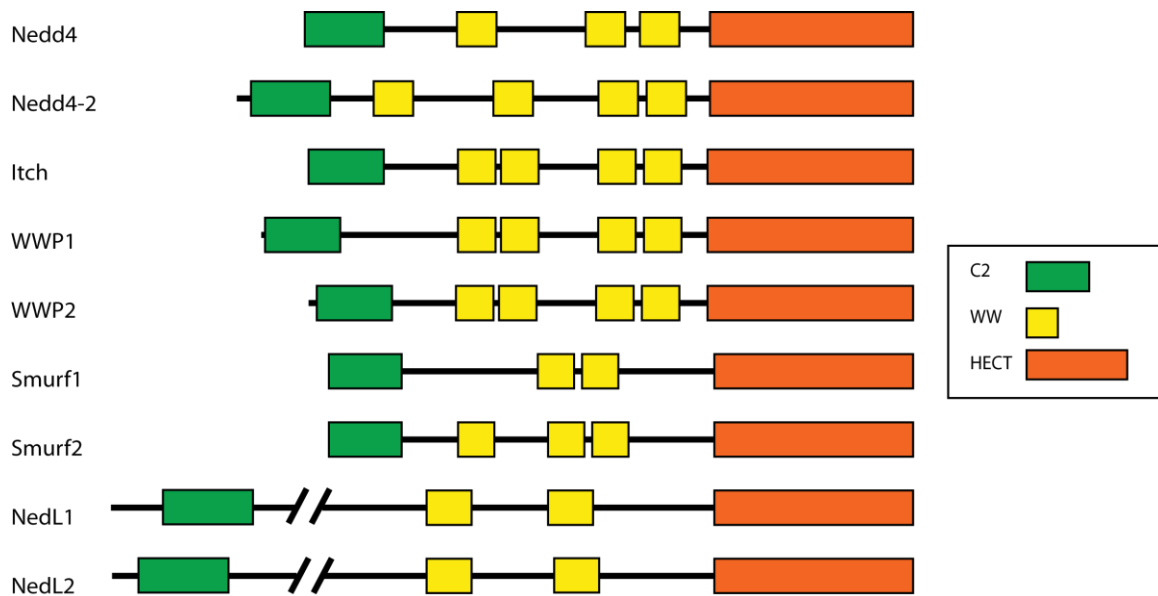 Nedd4
Nedd4-2
Itch
WWP1
WWP2
Smurf1
Smurf2
NedL1
NedL2
C2
WW
HECT